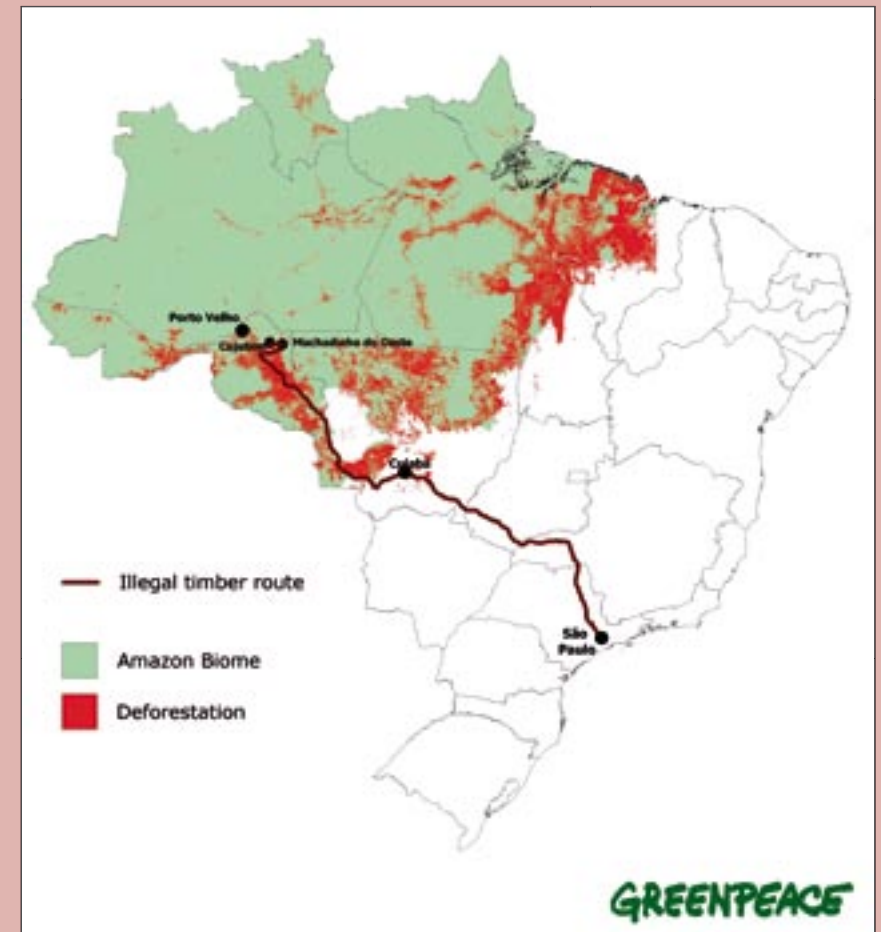 Porto Velho
Machadinho do Oeste
Cuiabá
São
Paulo
Illegal timber route
Amazon Biome
Deforestation
GREENPEACE